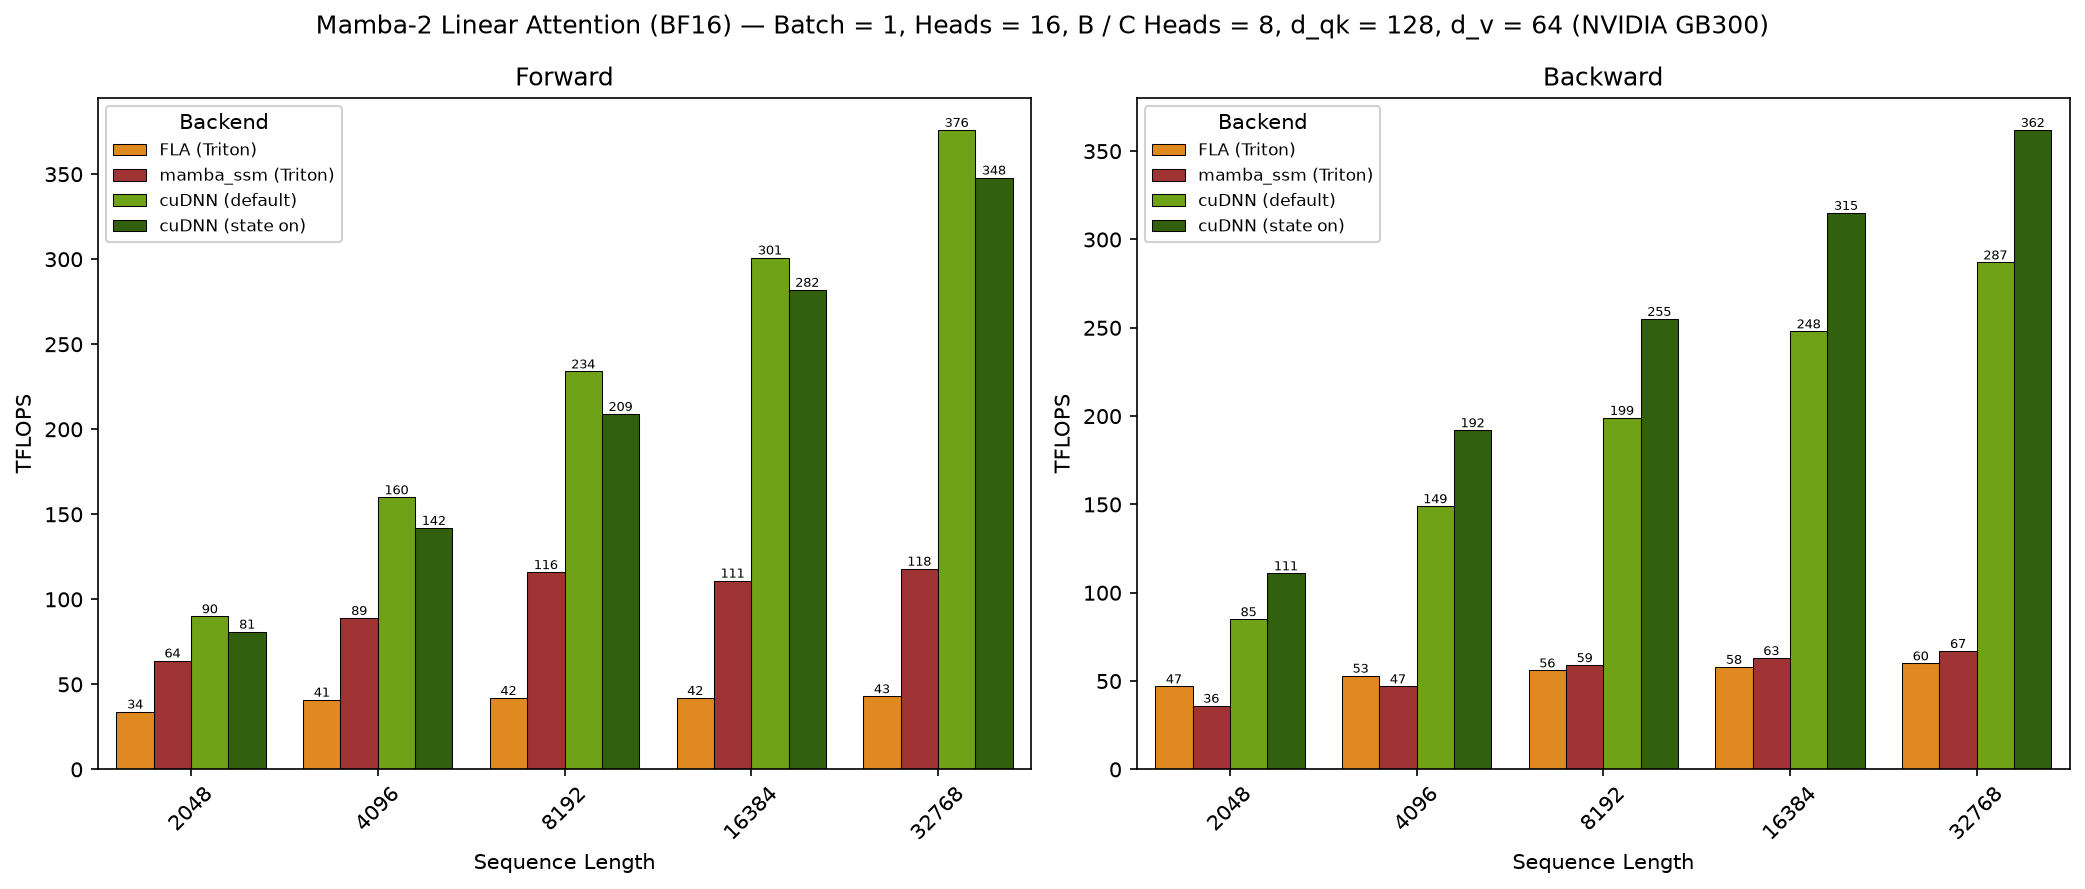 Mamba-2 Linear Attention (BF16) — Batch = 1, Heads = 16, B / C Heads = 8, d_qk = 128, d_v = 64 (NVIDIA GB300)
Forward
Backend
FLA (Triton)
mamba_ssm (Triton)
cuDNN (default)
cuDNN (state on)
TFLOPS
350
300
250
200
150
100
50
0
34 64 90 81
41 89 160 142
42 116 234 209
42 111 301 282
43 118 376 348
2048 4096 8192 16384 32768
Sequence Length
Backward
Backend
FLA (Triton)
mamba_ssm (Triton)
cuDNN (default)
cuDNN (state on)
TFLOPS
350
300
250
200
150
100
50
0
47 36 85 111
53 47 149 192
56 59 199 255
58 63 248 315
60 67 287 362
2048 4096 8192 16384 32768
Sequence Length